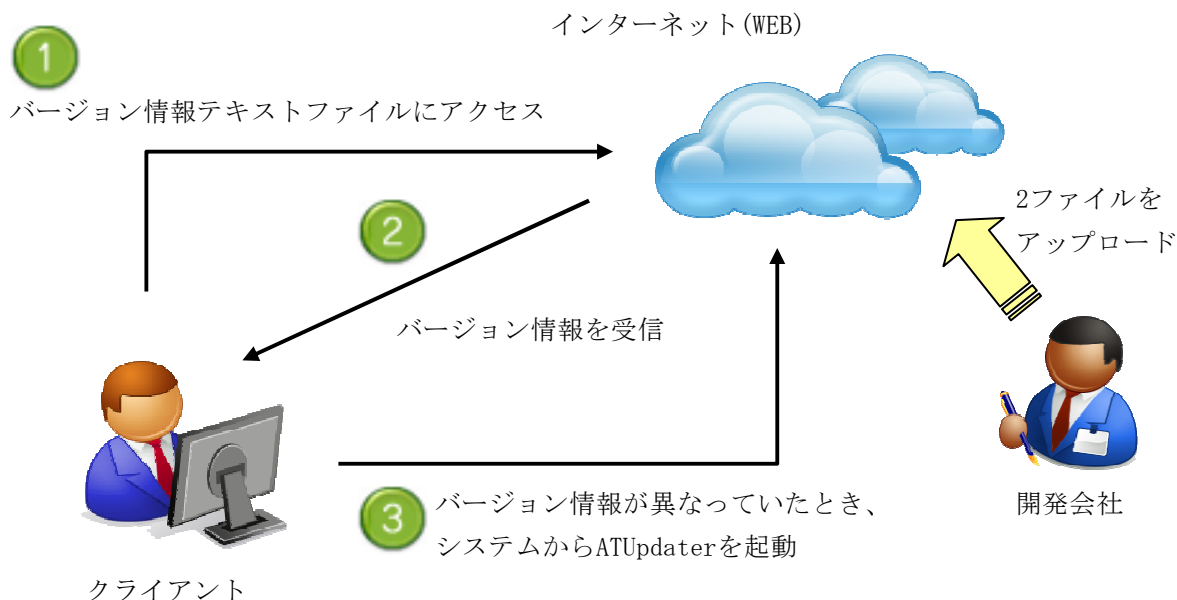 インターネット(WEB)
1
バージョン情報テキストファイルにアクセス
2ファイルを
アップロード
2
バージョン情報を受信
3
バージョン情報が異なっていたとき、
システムからATUpdaterを起動
開発会社
クライアント